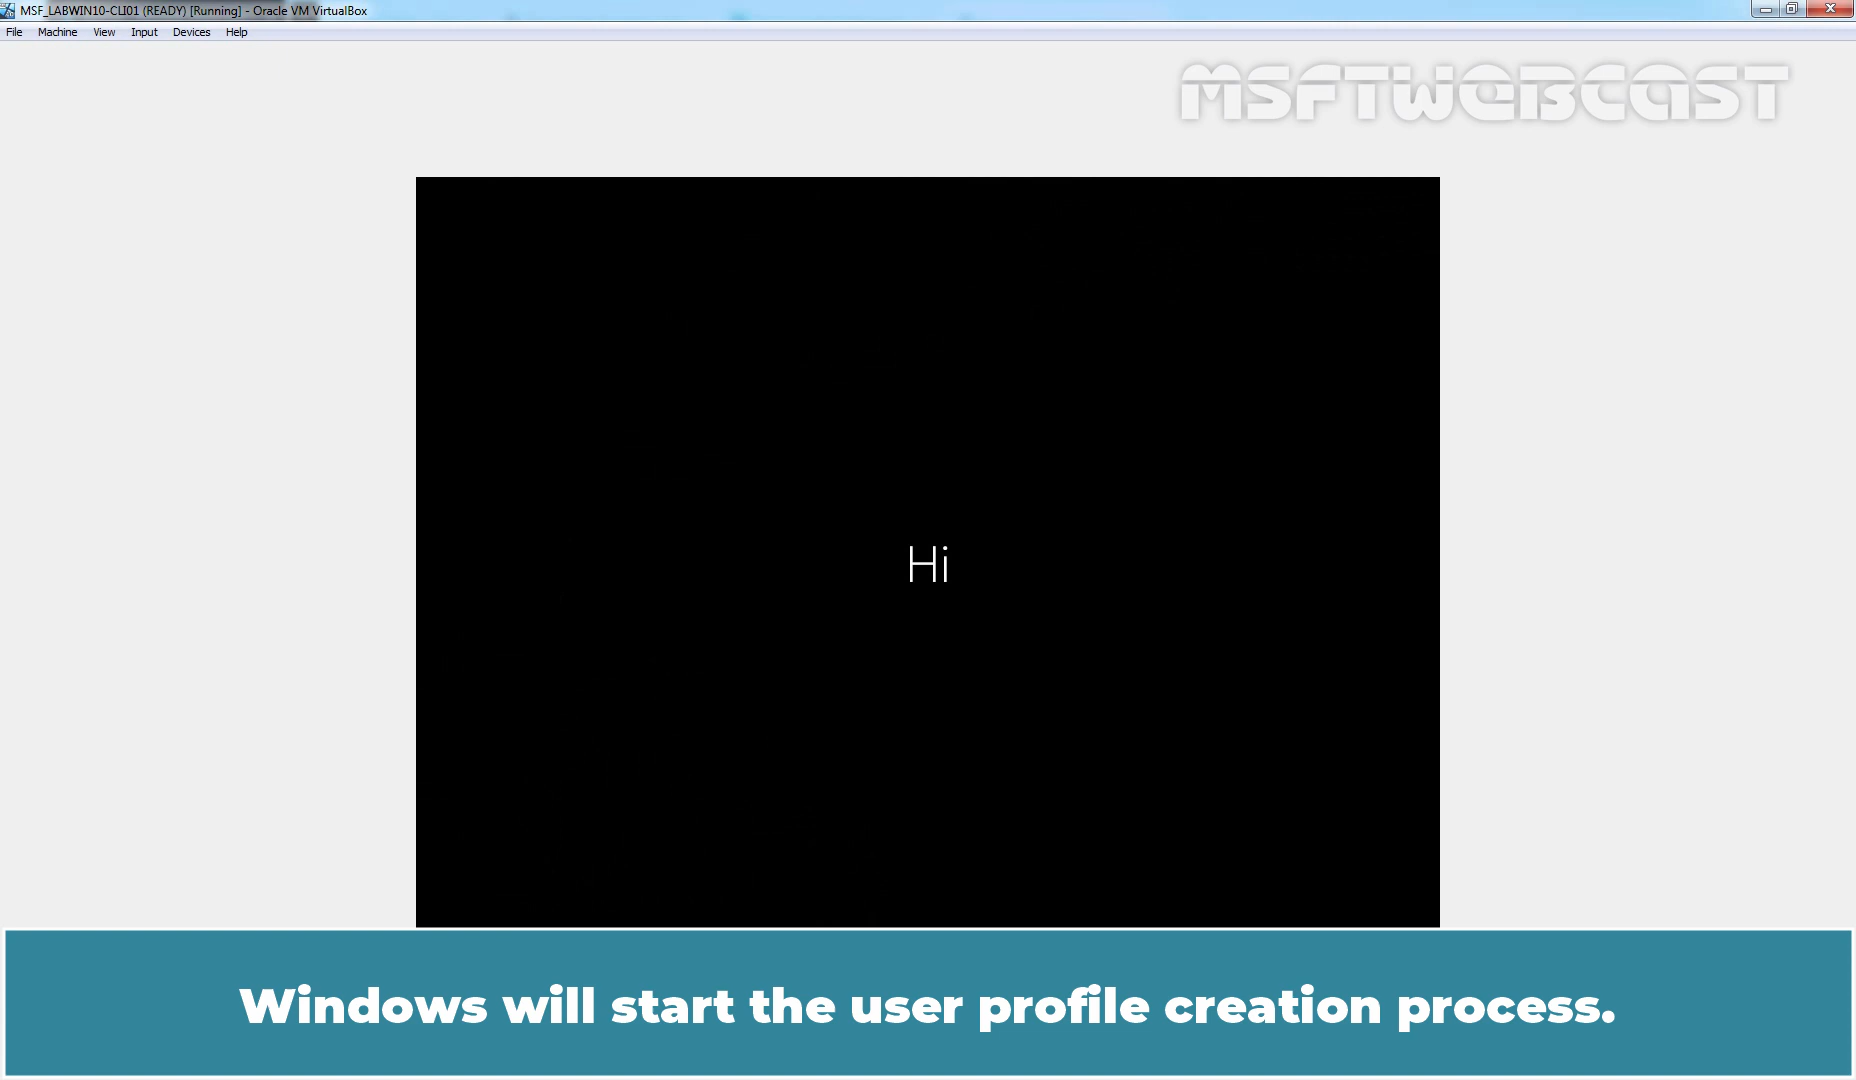 MSF_LABWIN10-CLI01 (READY) [Running] - Oracle VM VirtualBox
File Machine View Input Devices Help
MSFTWEBCAST
Hi
Windows will start the user profile creation process.